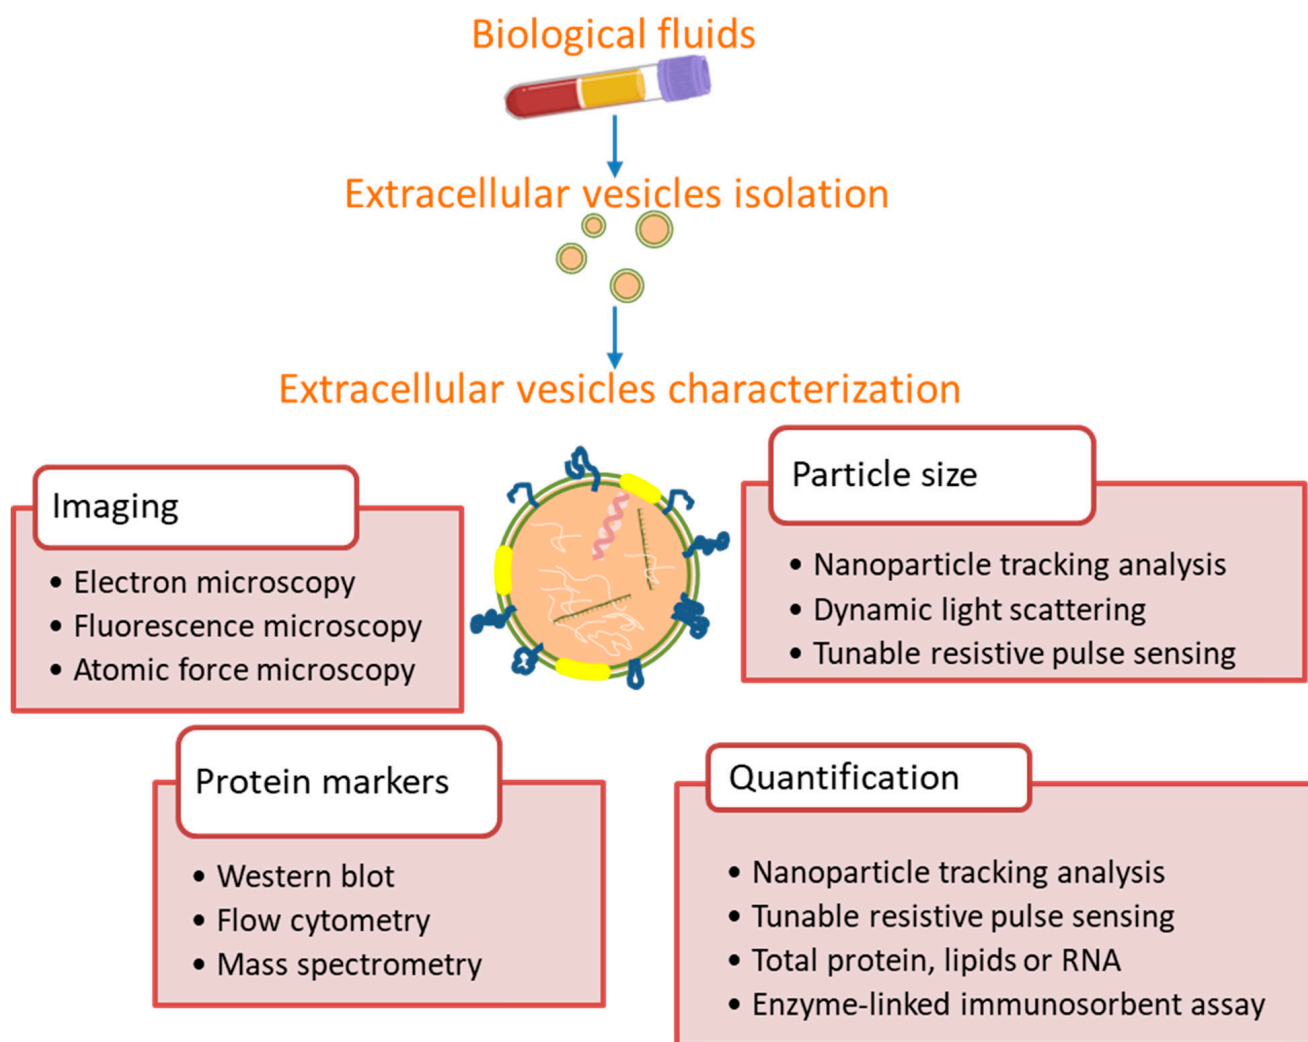 Biological fluids
Extracellular vesicles isolation
Extracellular vesicles characterization
Imaging
• Electron microscopy
• Fluorescence microscopy
• Atomic force microscopy
Particle size
• Nanoparticle tracking analysis
• Dynamic light scattering
• Tunable resistive pulse sensing
Protein markers
• Western blot
• Flow cytometry
• Mass spectrometry
Quantification
• Nanoparticle tracking analysis
• Tunable resistive pulse sensing
• Total protein, lipids or RNA
• Enzyme-linked immunosorbent assay